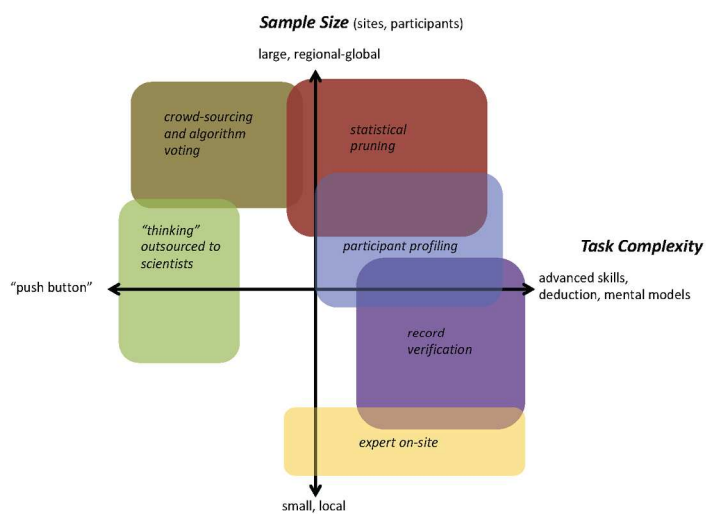 Sample Size (sites, participants)
large, regional-global
crowd-sourcing
and algorithm
voting
statistical
pruning
"thinking"
outsourced to
scientists
participant profiling
Task Complexity
"push button"
advanced skills,
deduction, mental models
record
verification
expert on-site
small, local